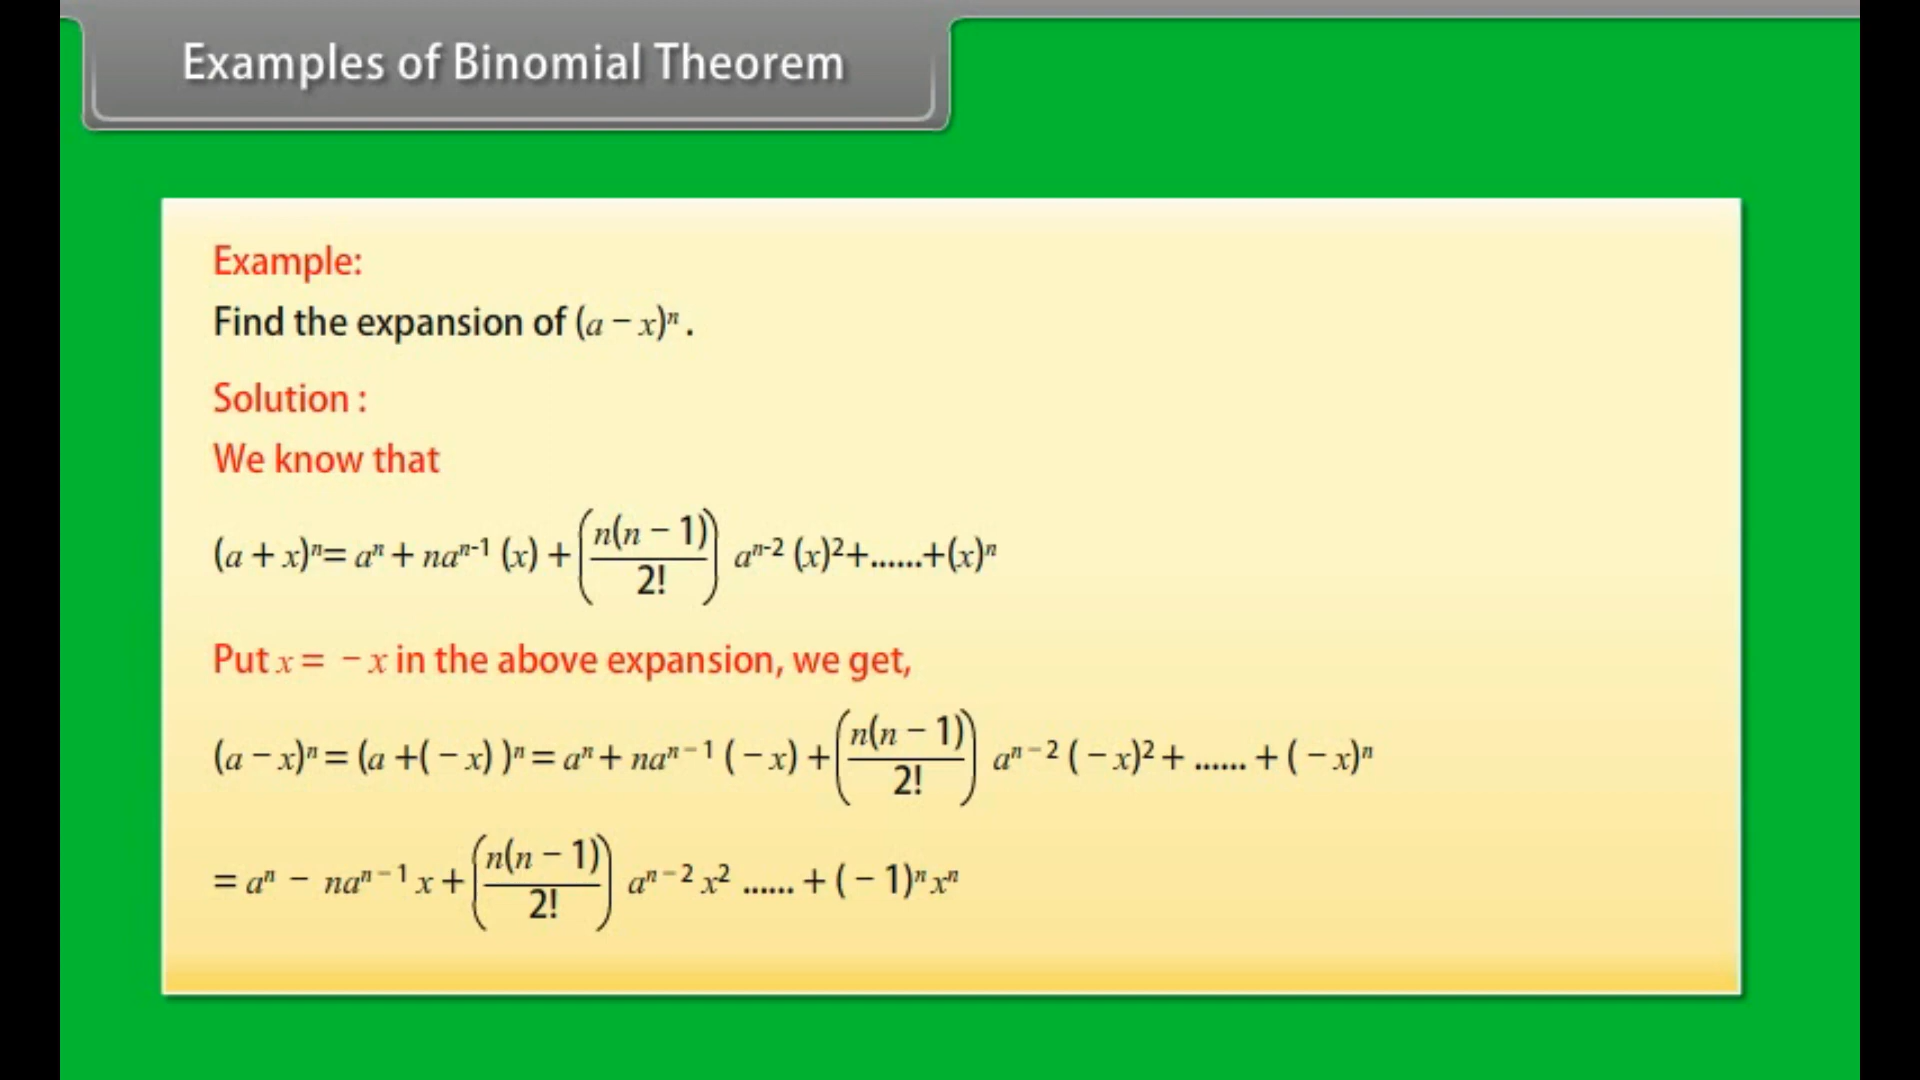 Examples of Binomial Theorem
Example:
Find the expansion of (a − x)ⁿ .
Solution :
We know that
(a + x)ⁿ= aⁿ + naⁿ⁻¹ (x) + (n(n − 1)/2!) aⁿ⁻² (x)²+......+(x)ⁿ
Put x = − x in the above expansion, we get,
(a − x)ⁿ = (a +( − x) )ⁿ = aⁿ + naⁿ⁻¹ ( − x) + (n(n − 1)/2!) aⁿ⁻² ( − x)² + ...... + ( − x)ⁿ
= aⁿ − naⁿ⁻¹ x + (n(n − 1)/2!) aⁿ⁻² x² ...... + ( − 1)ⁿ xⁿ